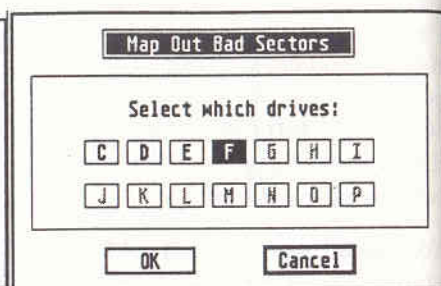 Map Out Bad Sectors
Select which drives:
C D E F G H I
J K L M N O P
OK Cancel